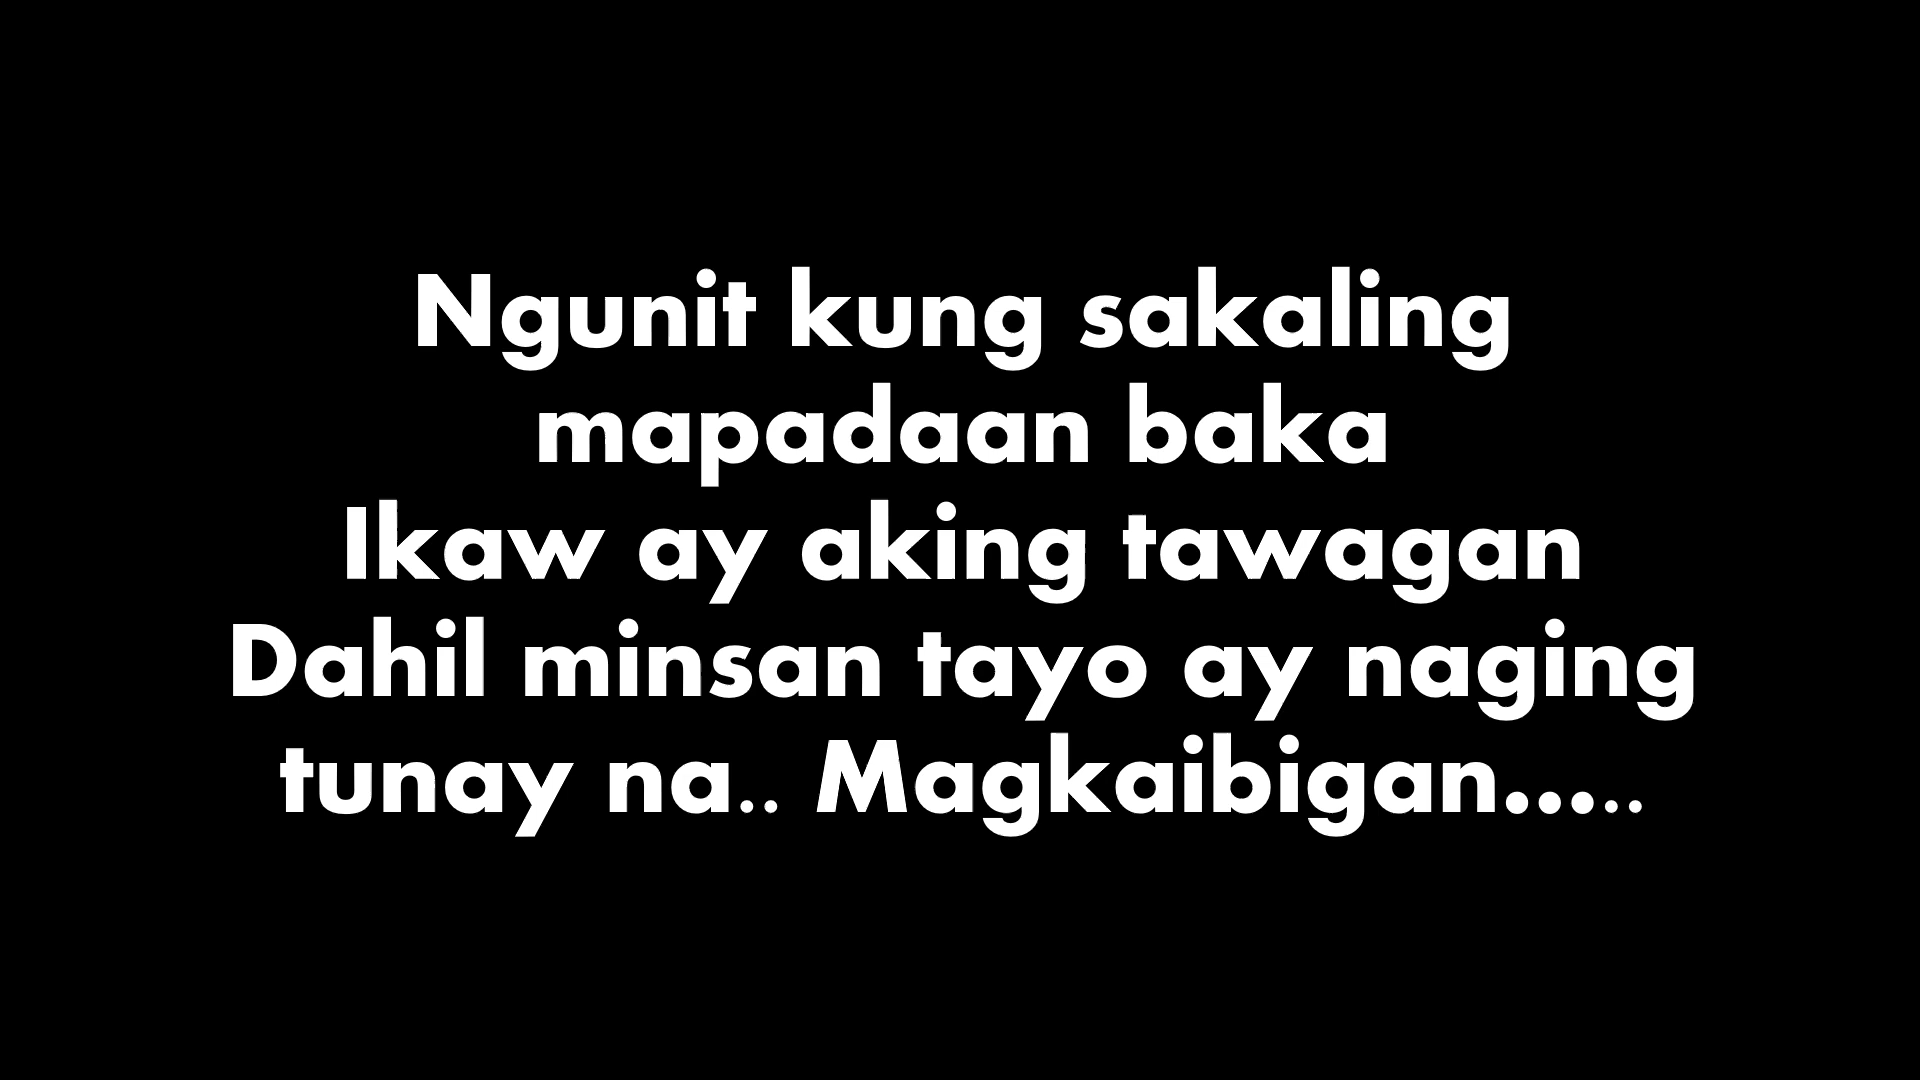 Ngunit kung sakaling
mapadaan baka
Ikaw ay aking tawagan
Dahil minsan tayo ay naging
tunay na.. Magkaibigan.....